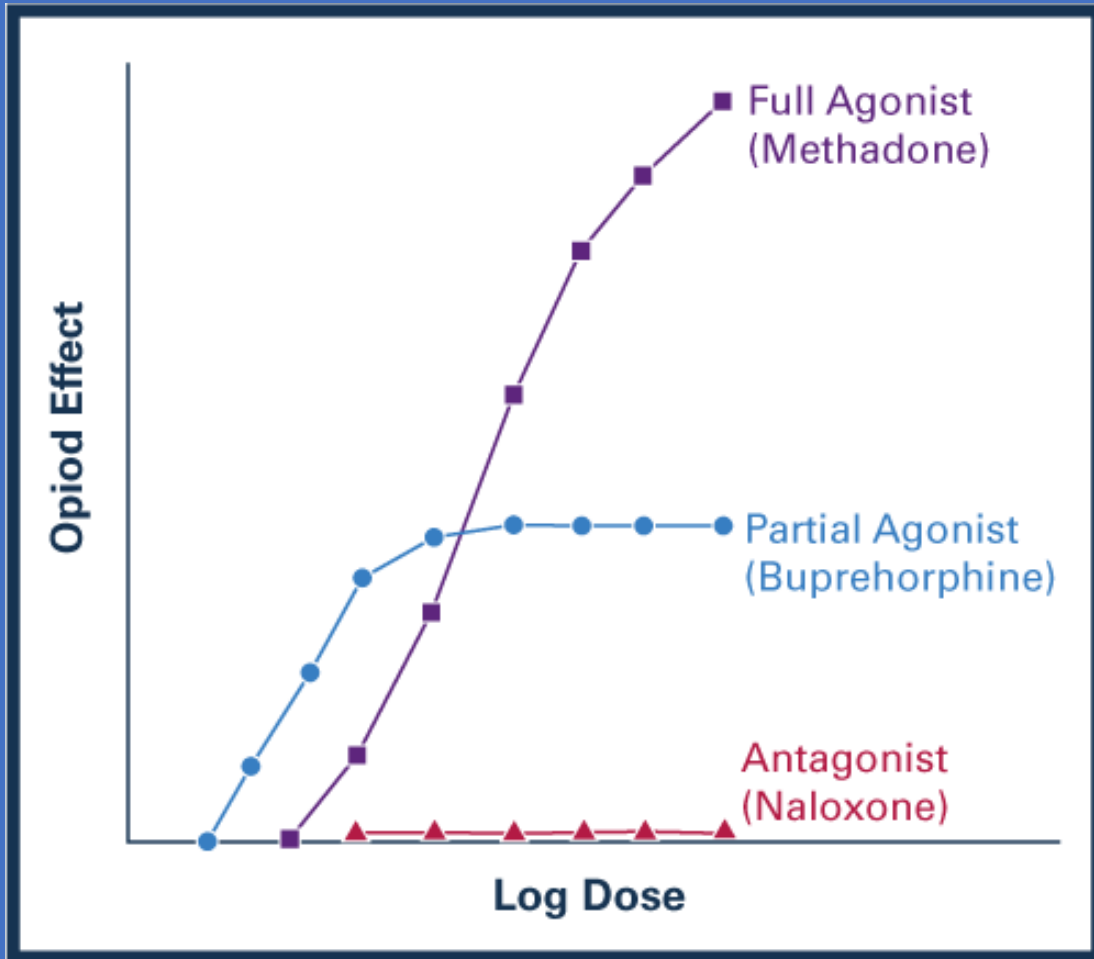 Full Agonist
(Methadone)
Opiod Effect
Partial Agonist
(Buprehorphine)
Antagonist
(Naloxone)
Log Dose